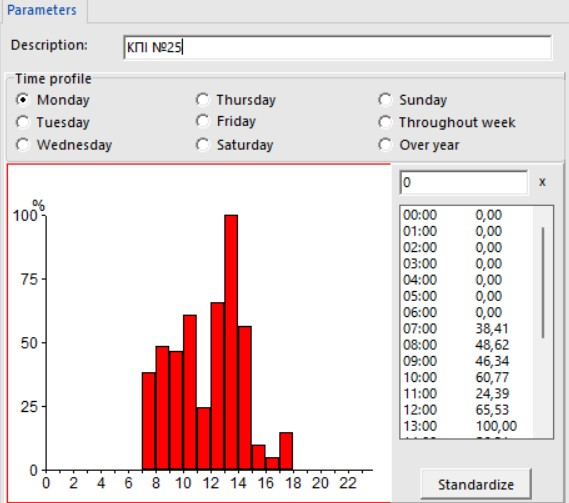 Parameters
Description: КПІ №25
Time profile
Monday Thursday Sunday
Tuesday Friday Throughout week
Wednesday Saturday Over year
0 x
%
100
75
50
25
0
0 2 4 6 8 10 12 14 16 18 20 22
00:00 0,00
01:00 0,00
02:00 0,00
03:00 0,00
04:00 0,00
05:00 0,00
06:00 0,00
07:00 38,41
08:00 48,62
09:00 46,34
10:00 60,77
11:00 24,39
12:00 65,53
13:00 100,00
Standardize